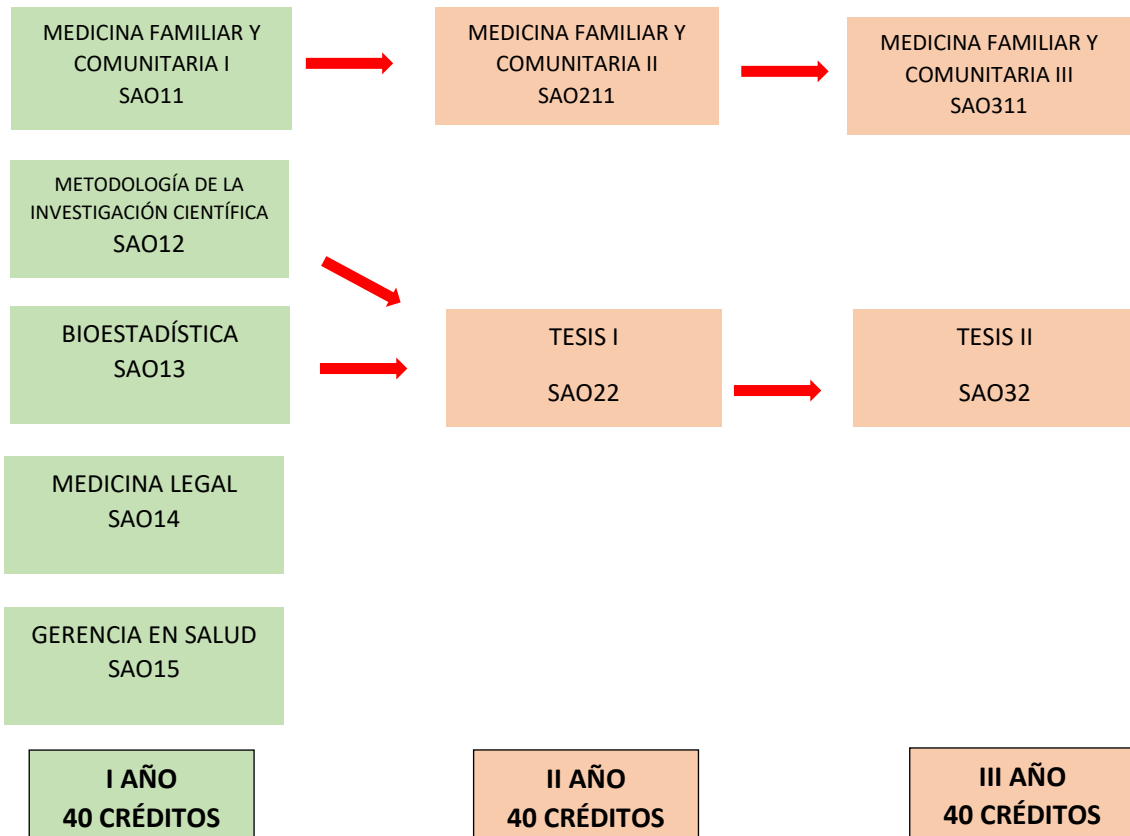 MEDICINA FAMILIAR Y
COMUNITARIA I
SAO11
MEDICINA FAMILIAR Y
COMUNITARIA II
SAO211
MEDICINA FAMILIAR Y
COMUNITARIA III
SAO311
METODOLOGÍA DE LA
INVESTIGACIÓN CIENTÍFICA
SAO12
BIOESTADÍSTICA
SAO13
TESIS I
SAO22
TESIS II
SAO32
MEDICINA LEGAL
SAO14
GERENCIA EN SALUD
SAO15
I AÑO
40 CRÉDITOS
II AÑO
40 CRÉDITOS
III AÑO
40 CRÉDITOS